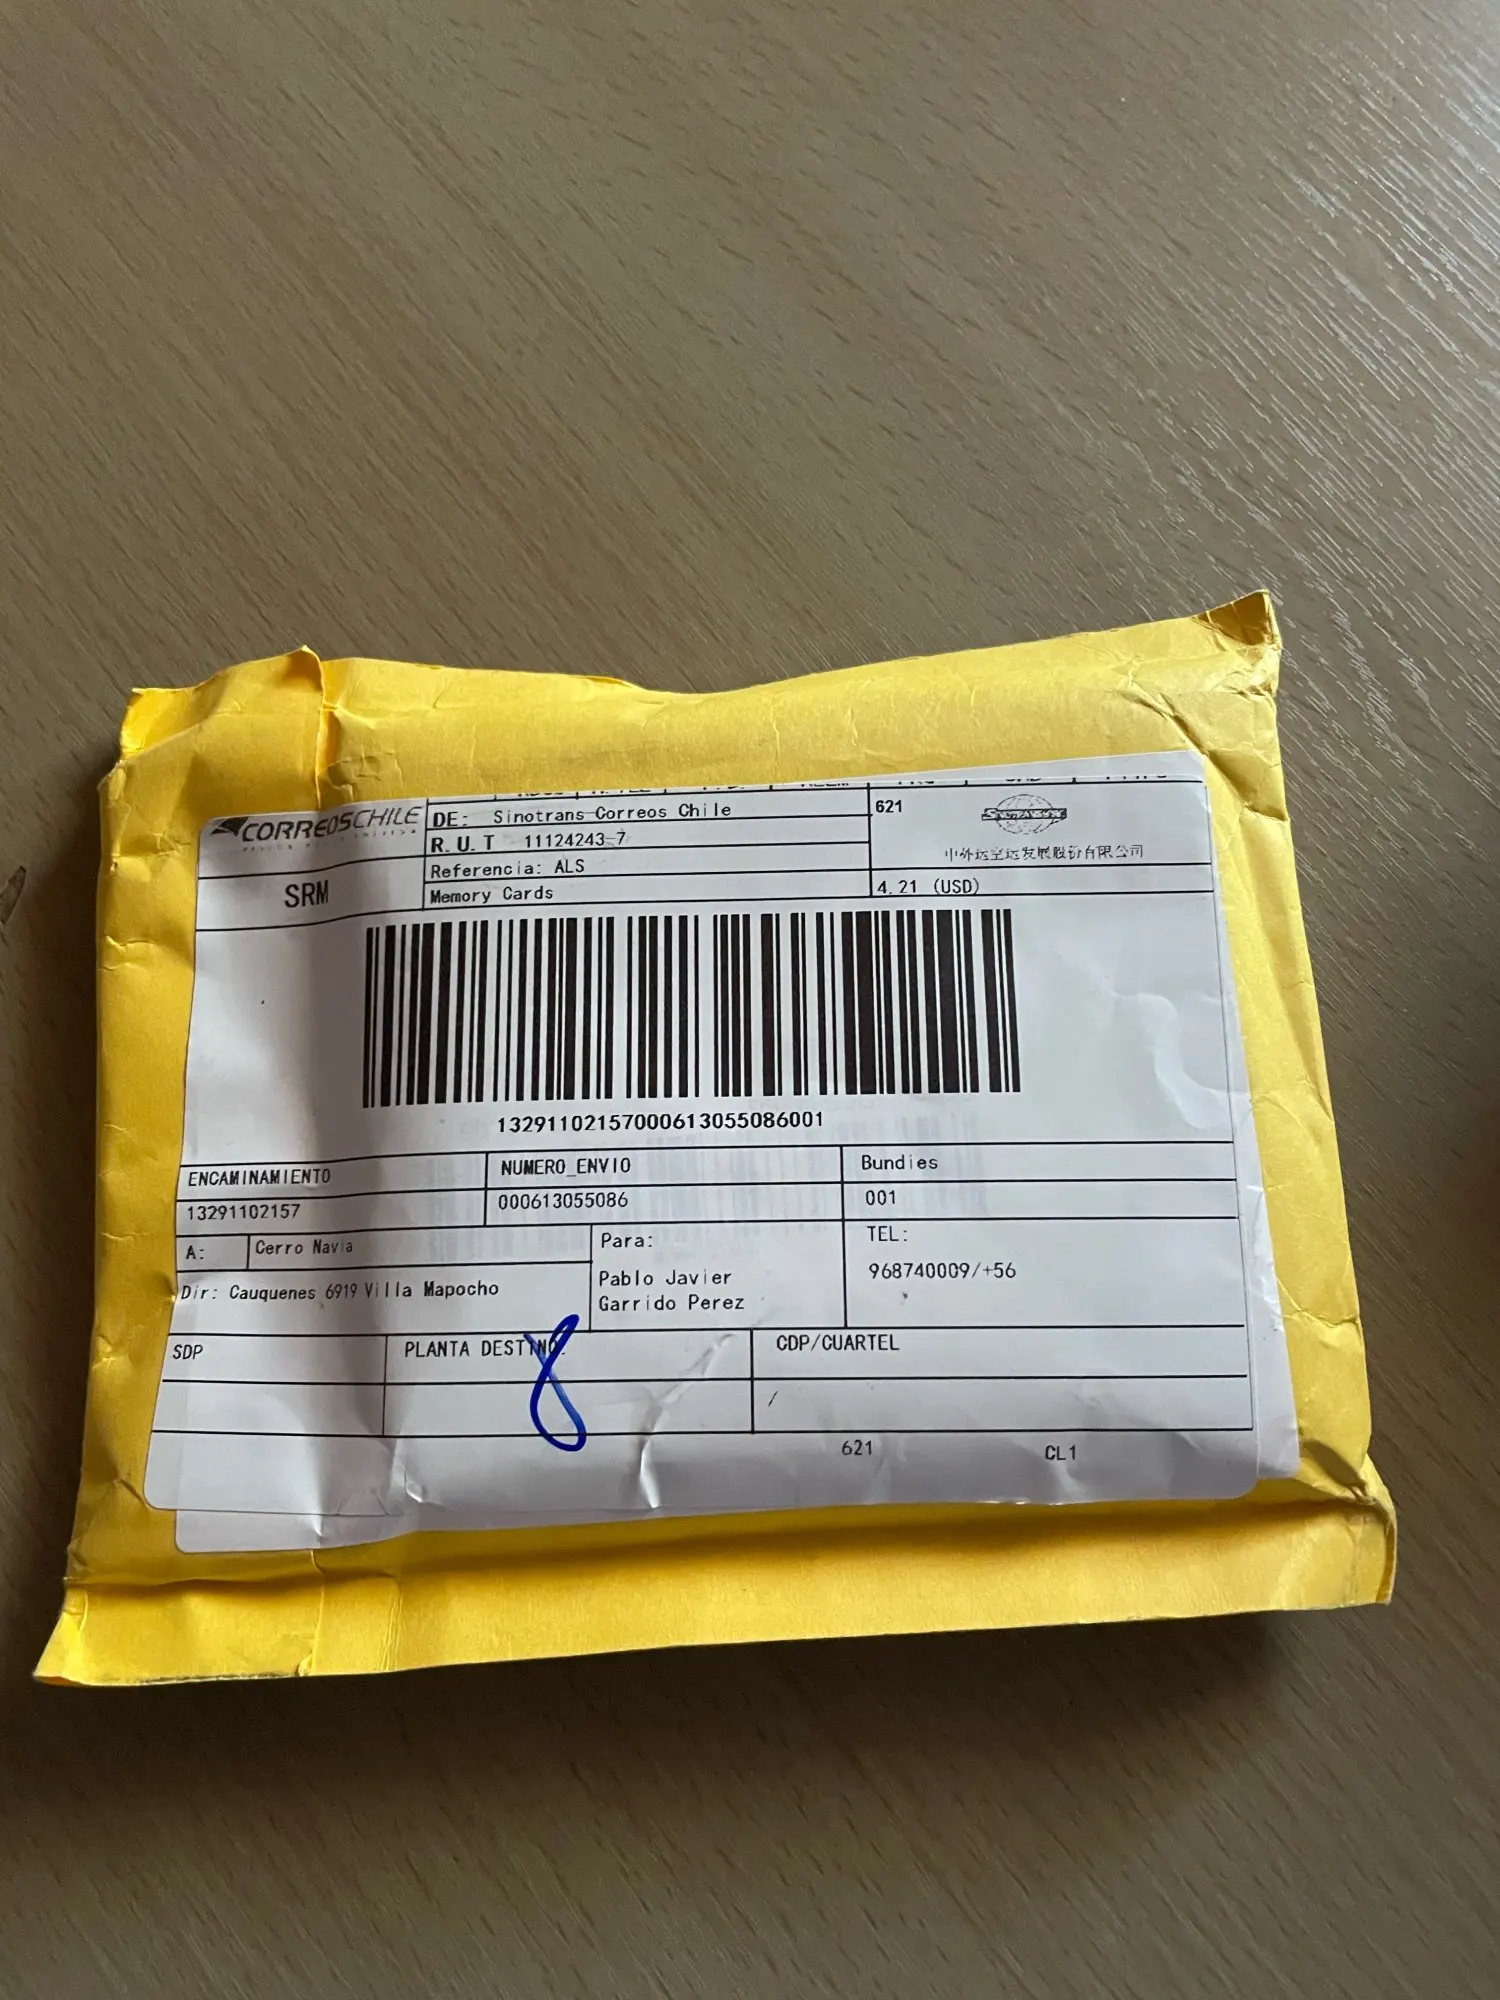 CORREOSCHILE
SRM
DE: Sinotrans-Correos Chile
R.U.T 11124243-7
Referencia: ALS
Memory Cards
621
SINOTRANS
中外运空运发展股份有限公司
4.21 (USD)
13291102157000613055086001
ENCAMINAMIENTO
NUMERO_ENVIO
Bundies
13291102157
000613055086
001
A: Cerro Navia
Dir: Cauquenes 6919 Villa Mapocho
Para:
Pablo Javier
Garrido Perez
TEL:
968740009/+56
SDP
PLANTA DESTINO.
CDP/CUARTEL
8
/
621
CL1